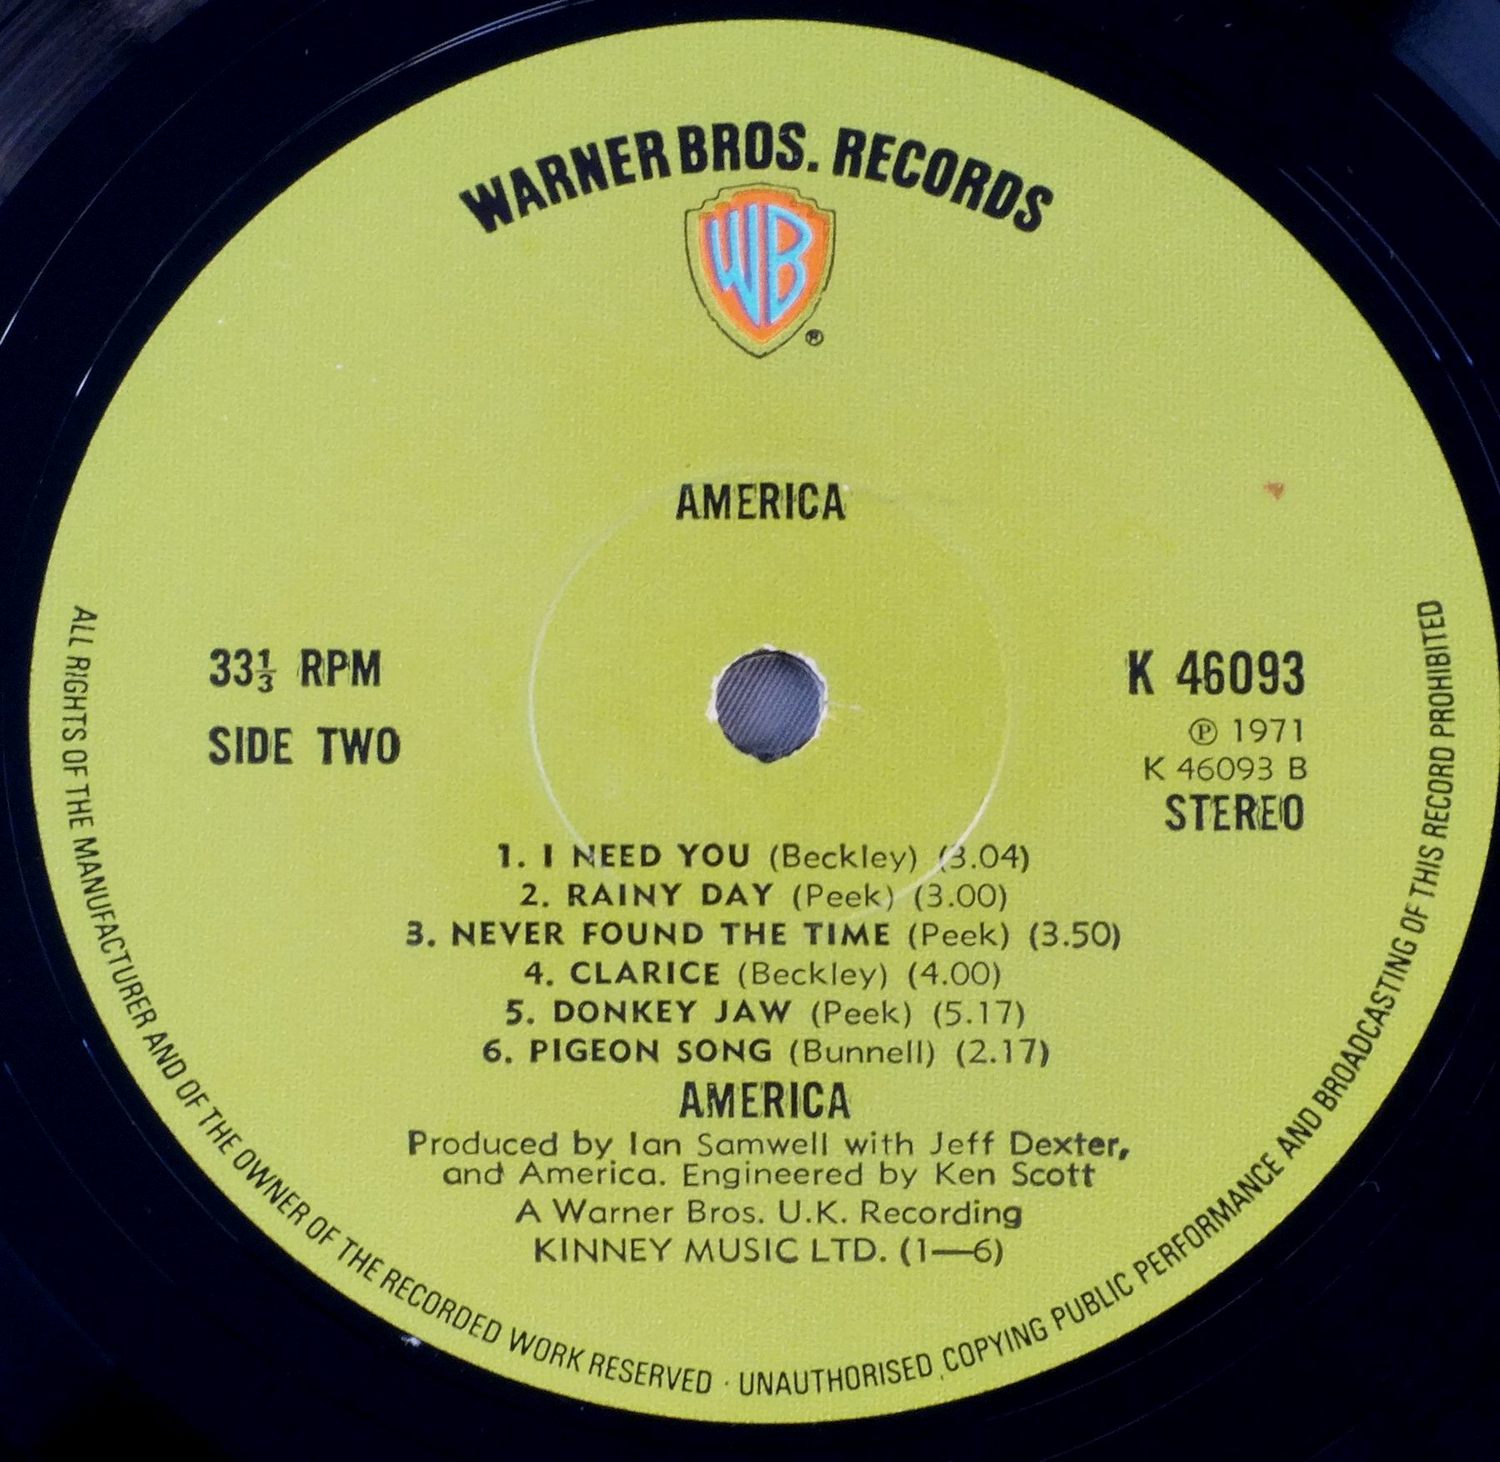 WARNER BROS. RECORDS
WB
®
AMERICA
33⅓ RPM
SIDE TWO
K 46093
℗ 1971
K 46093 B
STEREO
1. I NEED YOU (Beckley) (3.04)
2. RAINY DAY (Peek) (3.00)
3. NEVER FOUND THE TIME (Peek) (3.50)
4. CLARICE (Beckley) (4.00)
5. DONKEY JAW (Peek) (5.17)
6. PIGEON SONG (Bunnell) (2.17)
AMERICA
Produced by Ian Samwell with Jeff Dexter,
and America. Engineered by Ken Scott
A Warner Bros. U.K. Recording
KINNEY MUSIC LTD. (1—6)
ALL RIGHTS OF THE MANUFACTURER AND OF THE OWNER OF THE RECORDED WORK RESERVED · UNAUTHORISED COPYING PUBLIC PERFORMANCE AND BROADCASTING OF THIS RECORD PROHIBITED